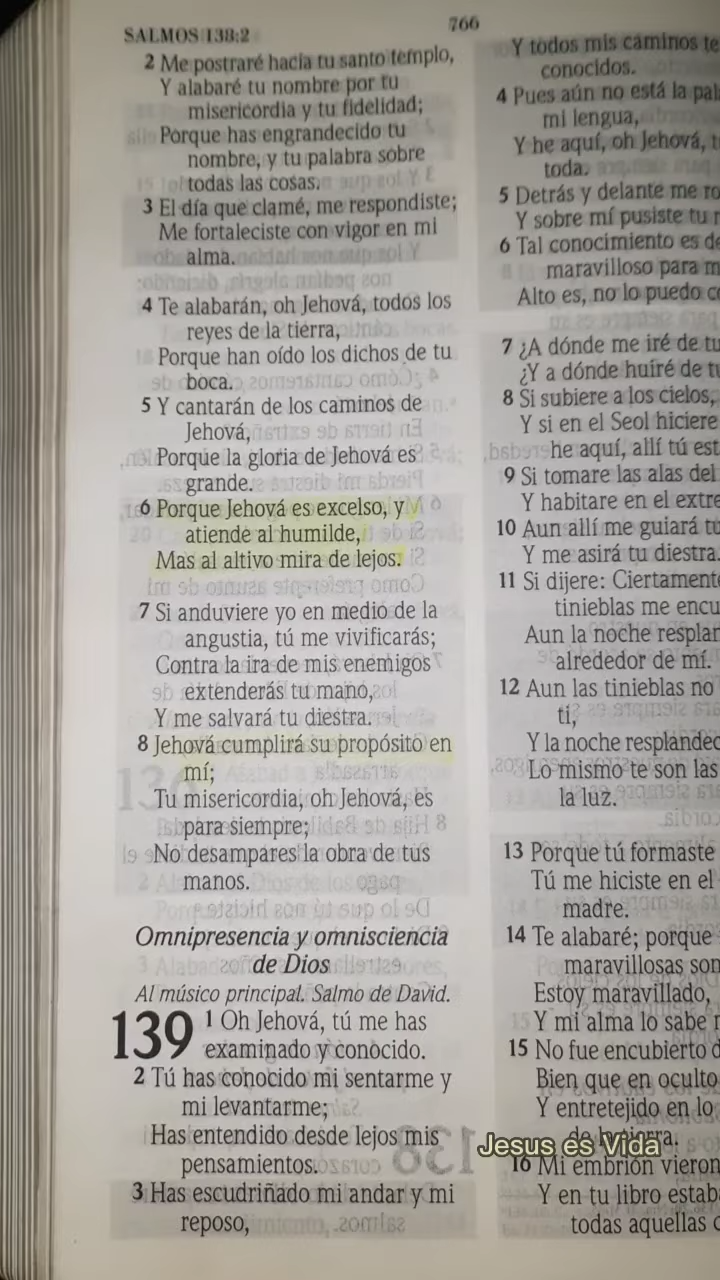 SALMOS 138:2
766
2 Me postraré hacia tu santo templo,
Y alabaré tu nombre por tu
misericordia y tu fidelidad;
Porque has engrandecido tu
nombre, y tu palabra sobre
todas las cosas.
3 El día que clamé, me respondiste;
Me fortaleciste con vigor en mi
alma.
4 Te alabarán, oh Jehová, todos los
reyes de la tierra,
Porque han oído los dichos de tu
boca.
5 Y cantarán de los caminos de
Jehová,
Porque la gloria de Jehová es
grande.
6 Porque Jehová es excelso, y
atiende al humilde,
Mas al altivo mira de lejos.
7 Si anduviere yo en medio de la
angustia, tú me vivificarás;
Contra la ira de mis enemigos
extenderás tu mano,
Y me salvará tu diestra.
8 Jehová cumplirá su propósito en
mí;
Tu misericordia, oh Jehová, es
para siempre;
No desampares la obra de tus
manos.
Omnipresencia y omnisciencia
de Dios
Al músico principal. Salmo de David.
139 1 Oh Jehová, tú me has
examinado y conocido.
2 Tú has conocido mi sentarme y
mi levantarme;
Has entendido desde lejos mis
pensamientos.
3 Has escudriñado mi andar y mi
reposo,
Y todos mis caminos te
conocidos.
4 Pues aún no está la
mi lengua,
Y he aquí, oh Jehová,
toda.
5 Detrás y delante me
Y sobre mí pusiste tu
6 Tal conocimiento es
maravilloso para
Alto es, no lo puedo
7 ¿A dónde me iré de tu
¿Y a dónde huiré de tu
8 Si subiere a los cielos,
Y si en el Seol hiciere
he aquí, allí tú
9 Si tomare las alas del
Y habitare en el
10 Aun allí me guiará tu
Y me asirá tu diestra.
11 Si dijere: Ciertamente
tinieblas me
Aun la noche
alrededor de mí.
12 Aun las tinieblas no
ti,
Y la noche
Lo mismo te son las
la luz.
13 Porque tú formaste
Tú me hiciste en el
madre.
14 Te alabaré; porque
maravillosas
Estoy maravillado,
Y mi alma lo sabe
15 No fue encubierto
Bien que en oculto
Y entretejido en lo
de la tierra.
Jesus es Vida
16 Mi embrión vieron
Y en tu libro
todas aquellas